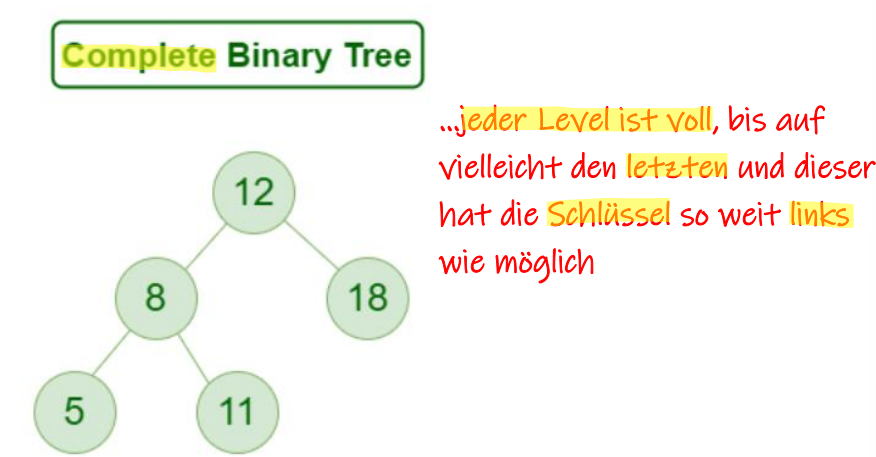 Complete Binary Tree
...jeder Level ist voll, bis auf
vielleicht den letzten und dieser
hat die Schlüssel so weit links
wie möglich
12
8
18
5
11